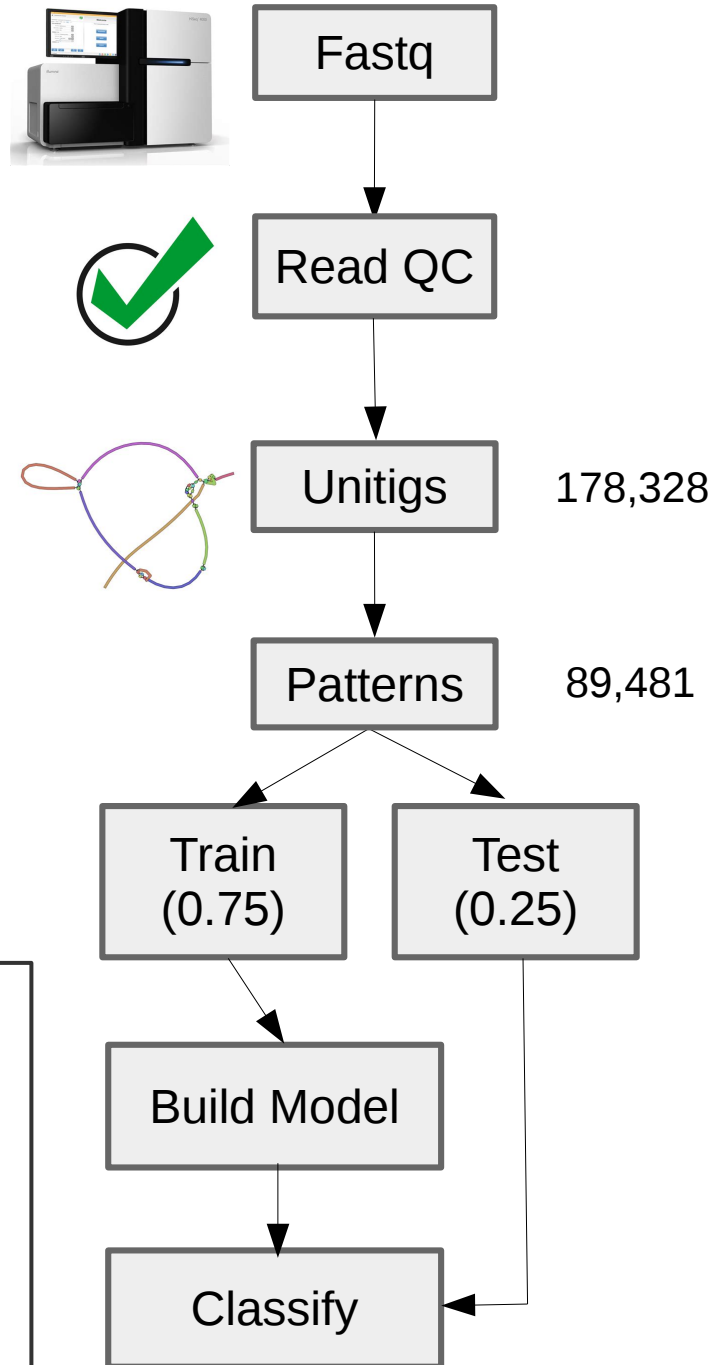 Fastq
Read QC
Unitigs
178,328
Patterns
89,481
Train
(0.75)
Test
(0.25)
Build Model
Classify